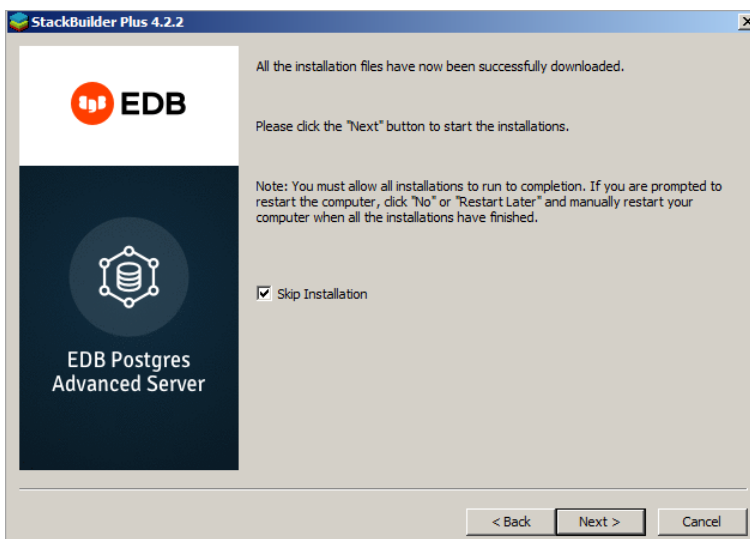 StackBuilder Plus 4.2.2
EDB
EDB Postgres
Advanced Server
All the installation files have now been successfully downloaded.
Please click the "Next" button to start the installations.
Note: You must allow all installations to run to completion. If you are prompted to
restart the computer, click "No" or "Restart Later" and manually restart your
computer when all the installations have finished.
Skip Installation
< Back
Next >
Cancel